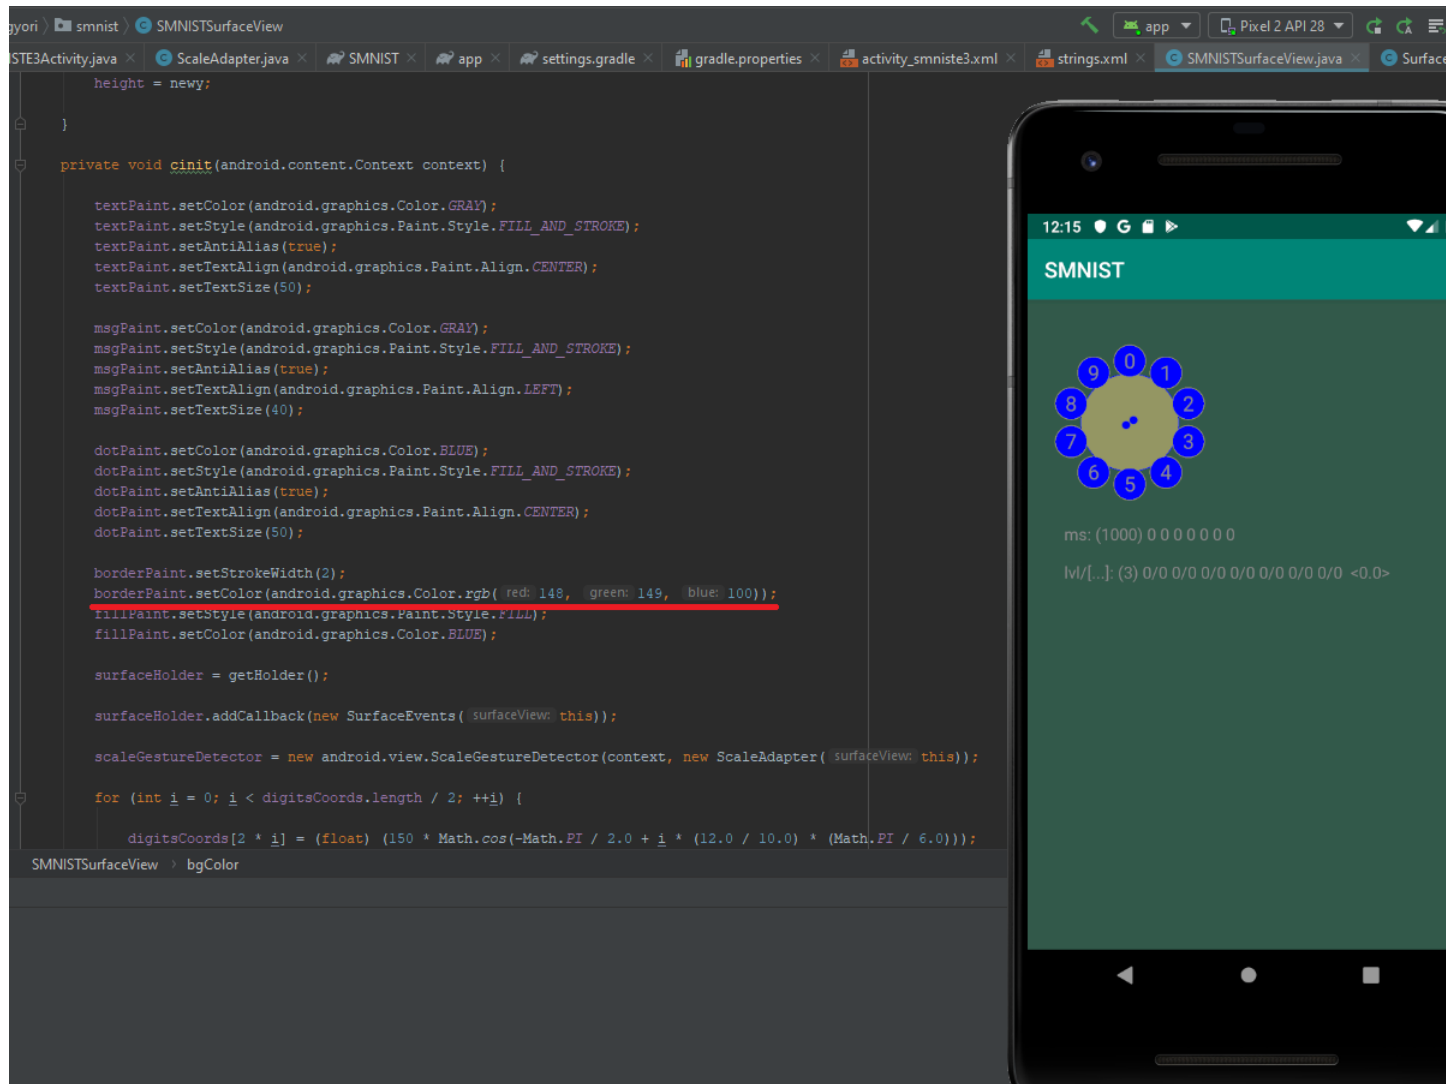 gyori smnist SMNISTSurfaceView app Pixel 2 API 28
ISTE3Activity.java ScaleAdapter.java SMNIST app settings.gradle gradle.properties activity_smniste3.xml strings.xml SMNISTSurfaceView.java Surface
height = newy;
}
private void cinit(android.content.Context context) {
textPaint.setColor(android.graphics.Color.GRAY);
textPaint.setStyle(android.graphics.Paint.Style.FILL_AND_STROKE);
textPaint.setAntiAlias(true);
textPaint.setTextAlign(android.graphics.Paint.Align.CENTER);
textPaint.setTextSize(50);
msgPaint.setColor(android.graphics.Color.GRAY);
msgPaint.setStyle(android.graphics.Paint.Style.FILL_AND_STROKE);
msgPaint.setAntiAlias(true);
msgPaint.setTextAlign(android.graphics.Paint.Align.LEFT);
msgPaint.setTextSize(40);
dotPaint.setColor(android.graphics.Color.BLUE);
dotPaint.setStyle(android.graphics.Paint.Style.FILL_AND_STROKE);
dotPaint.setAntiAlias(true);
dotPaint.setTextAlign(android.graphics.Paint.Align.CENTER);
dotPaint.setTextSize(50);
borderPaint.setStrokeWidth(2);
borderPaint.setColor(android.graphics.Color.rgb( red: 148, green: 149, blue: 100));
fillPaint.setStyle(android.graphics.Paint.Style.FILL);
fillPaint.setColor(android.graphics.Color.BLUE);
surfaceHolder = getHolder();
surfaceHolder.addCallback(new SurfaceEvents( surfaceView: this));
scaleGestureDetector = new android.view.ScaleGestureDetector(context, new ScaleAdapter( surfaceView: this));
for (int i = 0; i < digitsCoords.length / 2; ++i) {
digitsCoords[2 * i] = (float) (150 * Math.cos(-Math.PI / 2.0 + i * (12.0 / 10.0) * (Math.PI / 6.0)));
SMNISTSurfaceView bgColor
12:15 G
SMNIST
0
9 1
8 2
7 3
6 4
5
ms: (1000) 0 0 0 0 0 0 0
lvl/[...]: (3) 0/0 0/0 0/0 0/0 0/0 0/0 0/0 <0.0>